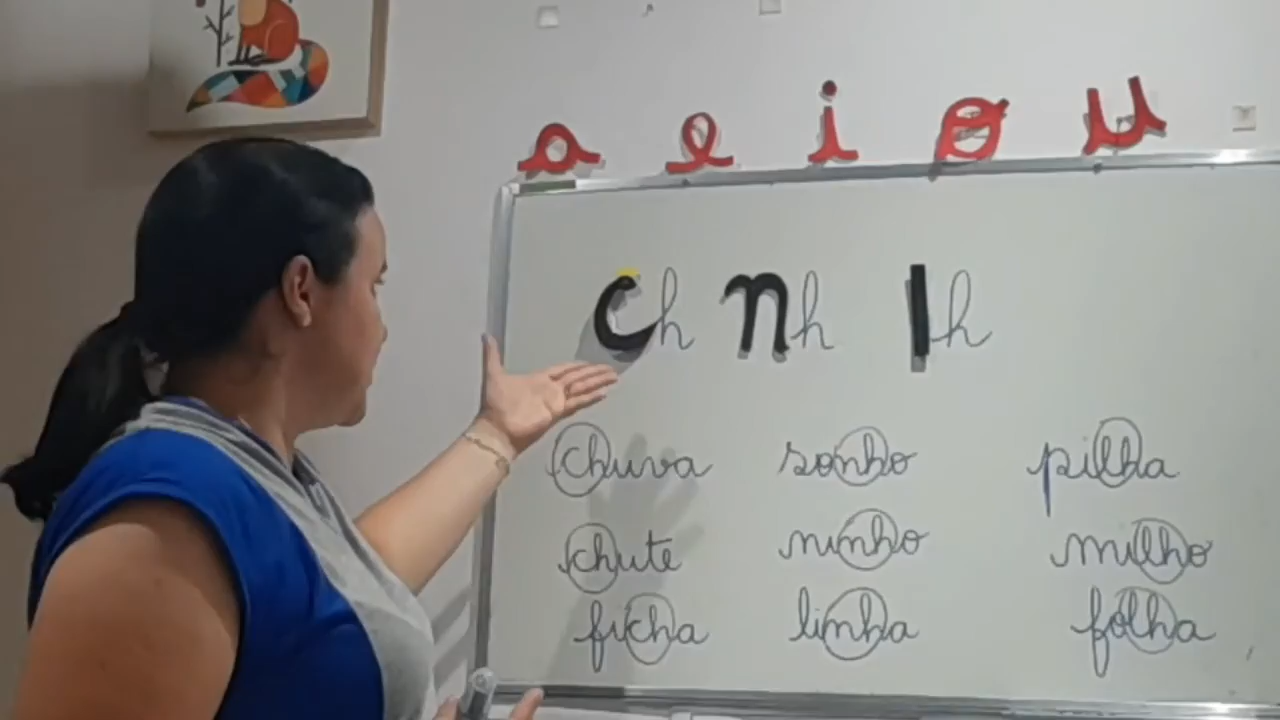 a e i o u
ch nh lh
chuva sonho pilha
chute ninho milho
ficha linha folha